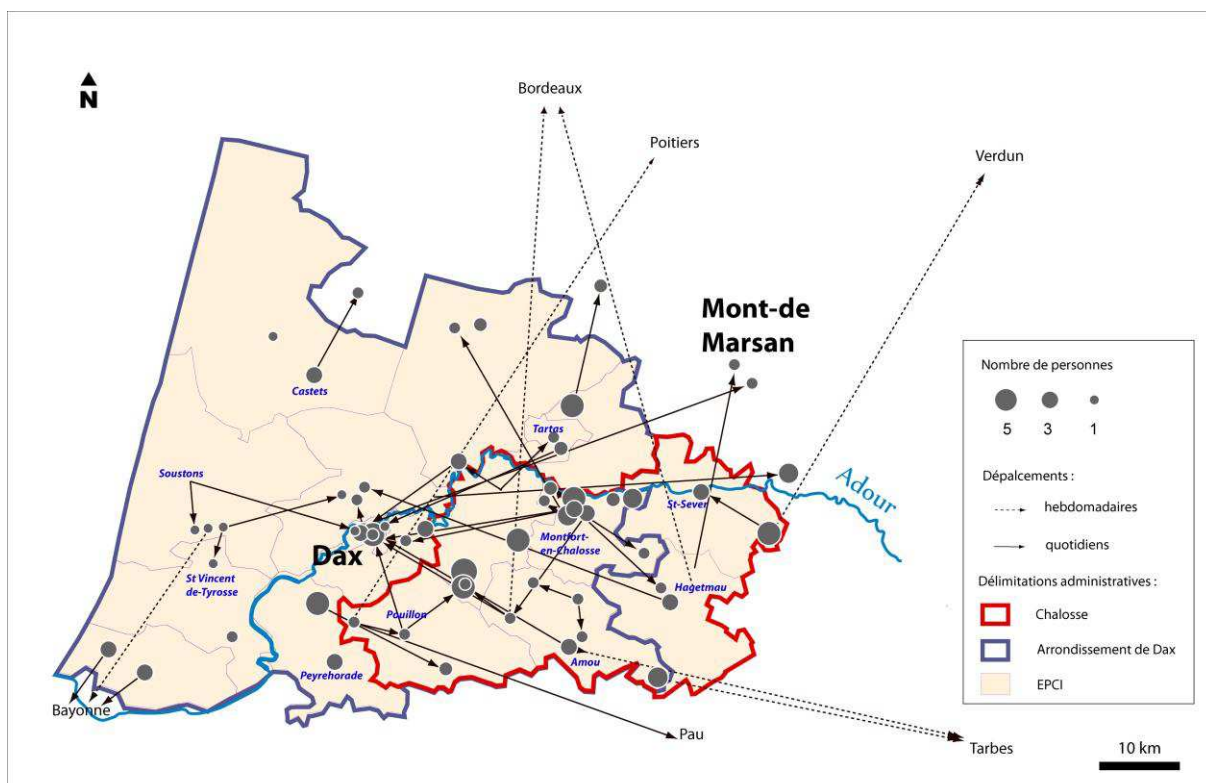 N
Bordeaux
Poitiers
Verdun
Mont-de
Marsan
Castets
Tartas
Soustons
Adour
St-Sever
Dax
Montfort-
en-Chalosse
St Vincent
de-Tyrosse
Hagetmau
Pouillon
Amou
Peyrehorade
Bayonne
Pau
Tarbes
Nombre de personnes
5 3 1
Dépalcements :
hebdomadaires
quotidiens
Délimitations administratives :
Chalosse
Arrondissement de Dax
EPCI
10 km